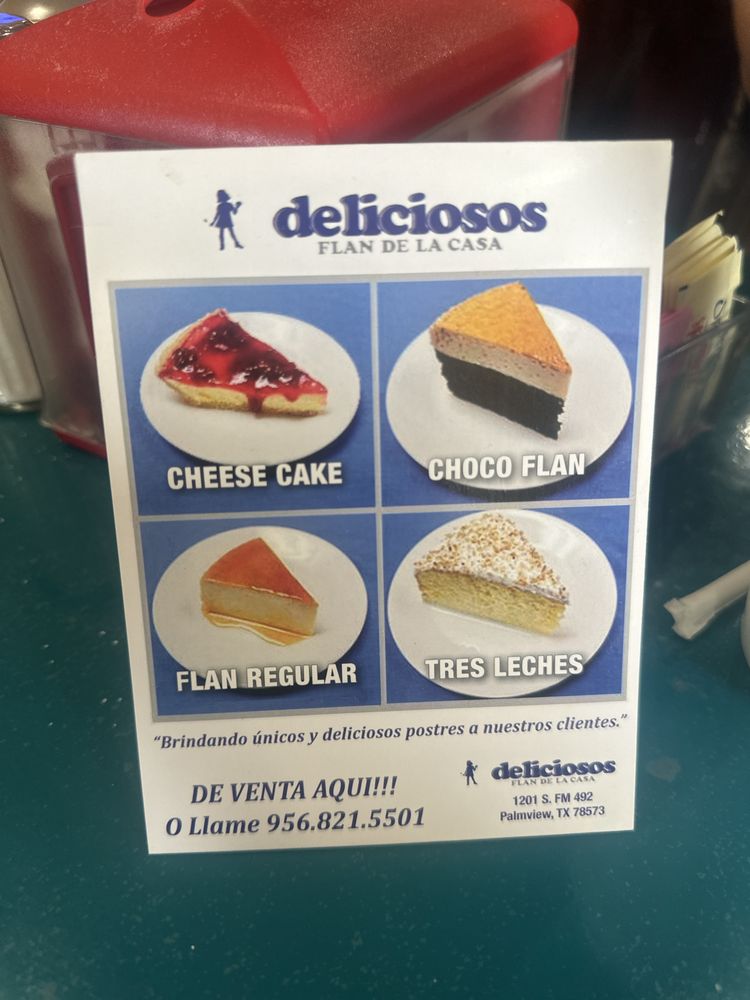 deliciosos
FLAN DE LA CASA
CHEESE CAKE
CHOCO FLAN
FLAN REGULAR
TRES LECHES
“Brindando únicos y deliciosos postres a nuestros clientes.”
DE VENTA AQUI!!!
O Llame 956.821.5501
deliciosos
FLAN DE LA CASA
1201 S. FM 492
Palmview, TX 78573